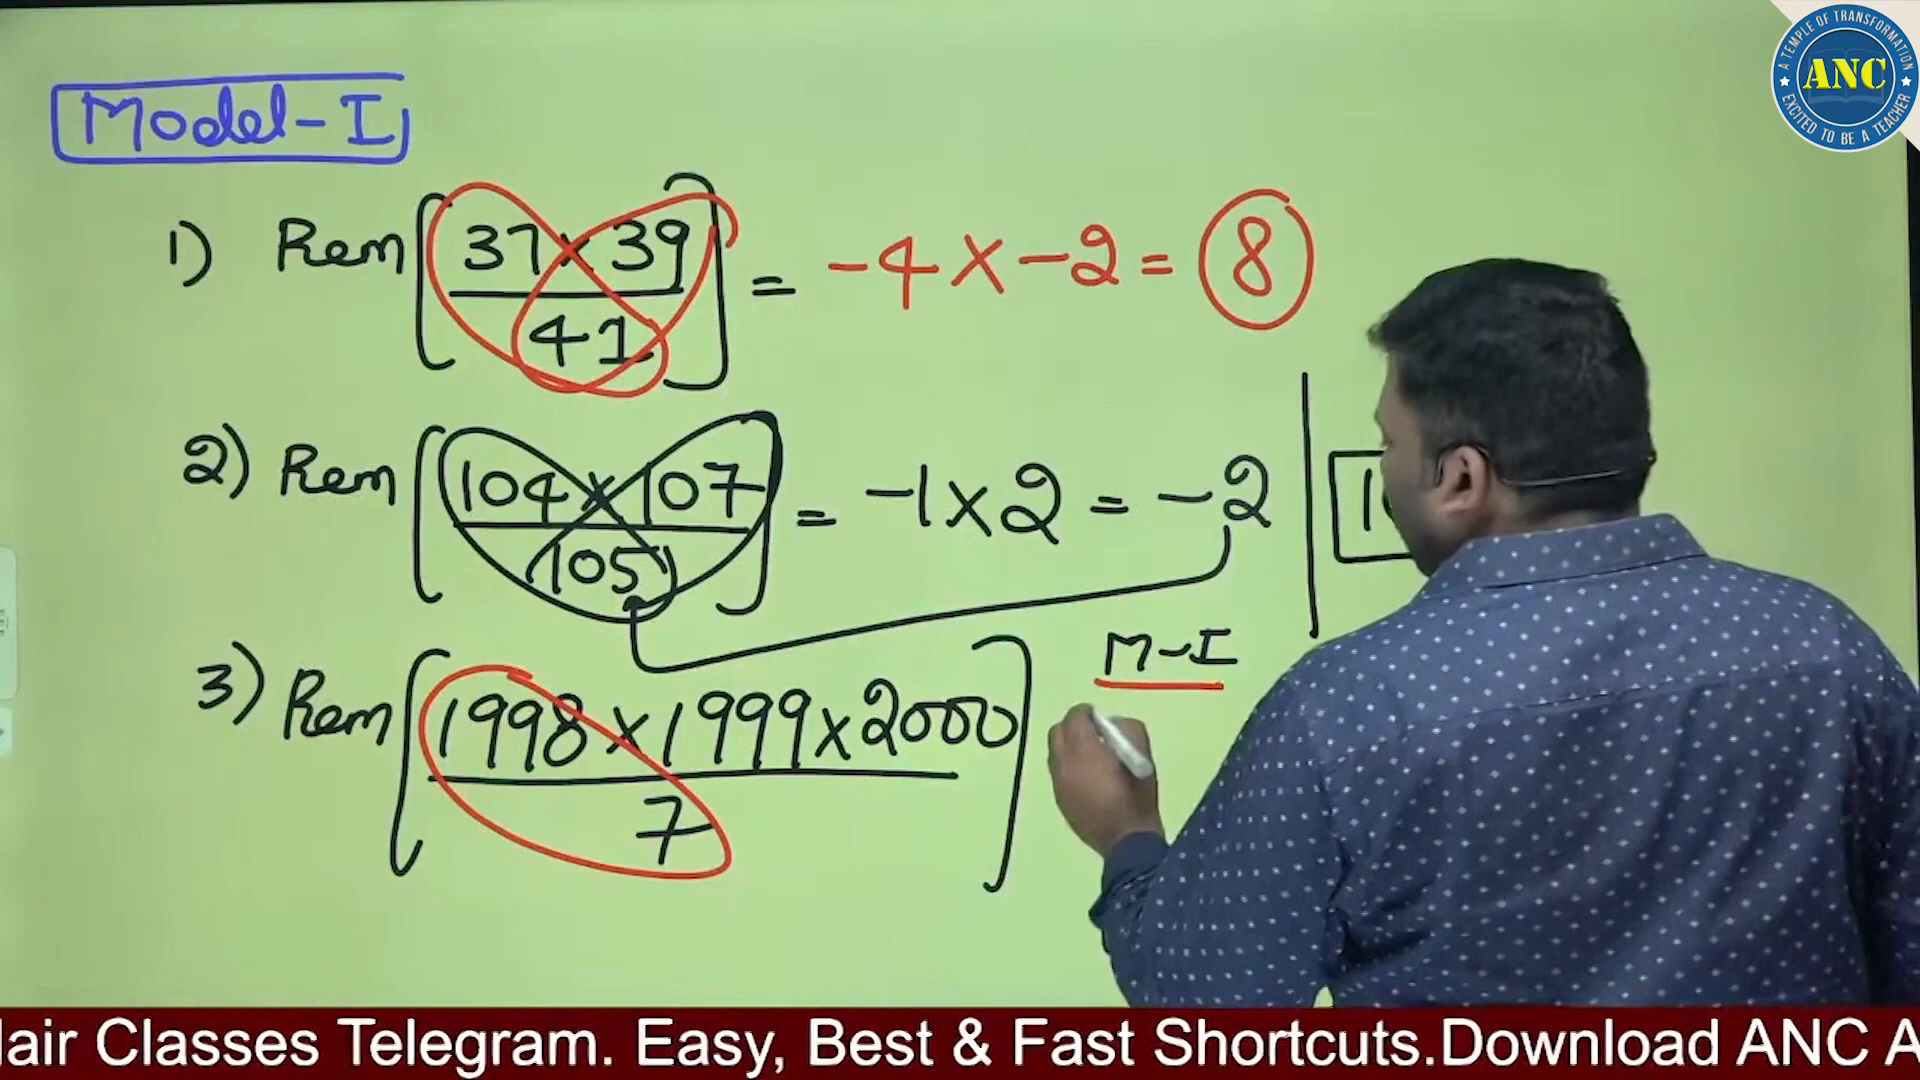 A TEMPLE OF TRANSFORMATION
ANC
EXCITED TO BE A TEACHER
Model-I
1) Rem [37 x 39 / 41] = -4 x -2 = 8
2) Rem [104 x 107 / 105] = -1 x 2 = -2
3) Rem [1998 x 1999 x 2000 / 7]
M-I
Classes Telegram. Easy, Best & Fast Shortcuts.Download ANC